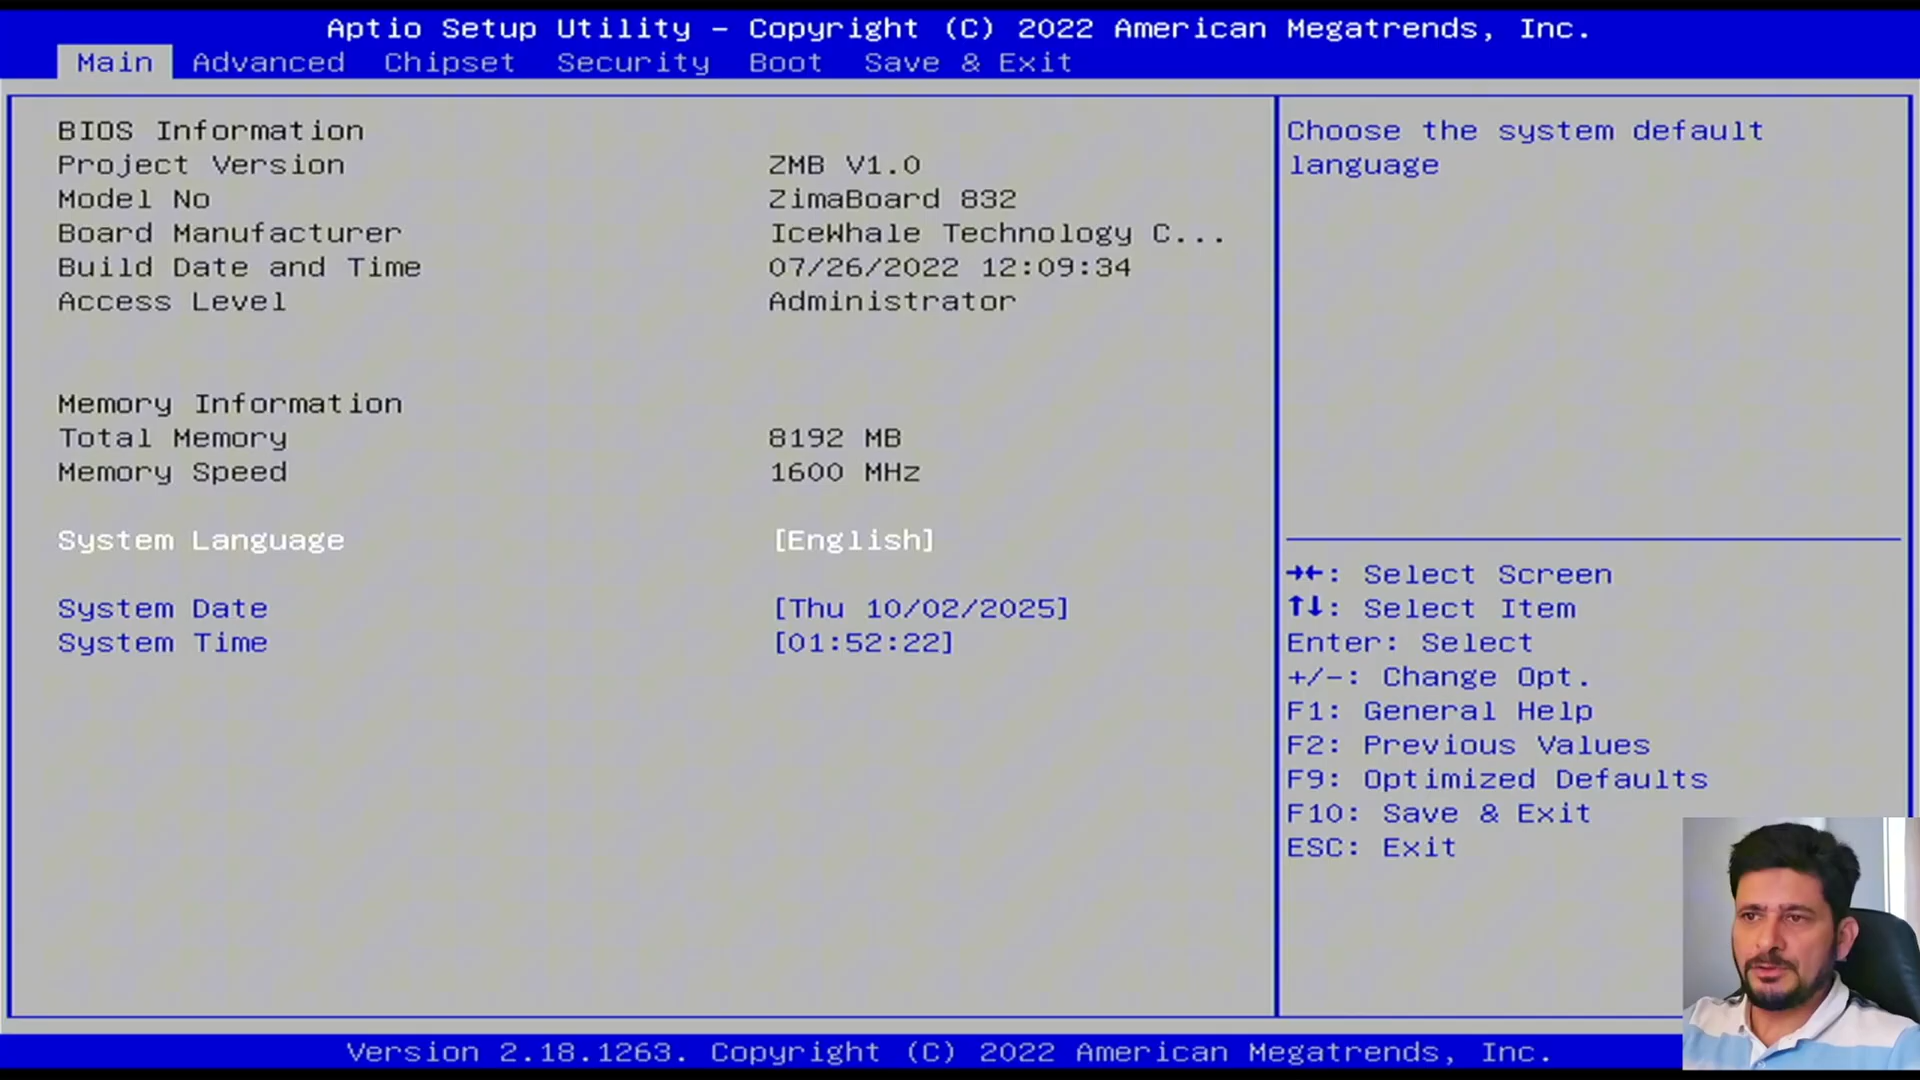 Aptio Setup Utility – Copyright (C) 2022 American Megatrends, Inc.
Main Advanced Chipset Security Boot Save & Exit
BIOS Information
Project Version ZMB V1.0
Model No ZimaBoard 832
Board Manufacturer IceWhale Technology C...
Build Date and Time 07/26/2022 12:09:34
Access Level Administrator
Memory Information
Total Memory 8192 MB
Memory Speed 1600 MHz
System Language [English]
System Date [Thu 10/02/2025]
System Time [01:52:22]
Choose the system default
language
→←: Select Screen
↑↓: Select Item
Enter: Select
+/-: Change Opt.
F1: General Help
F2: Previous Values
F9: Optimized Defaults
F10: Save & Exit
ESC: Exit
Version 2.18.1263. Copyright (C) 2022 American Megatrends, Inc.